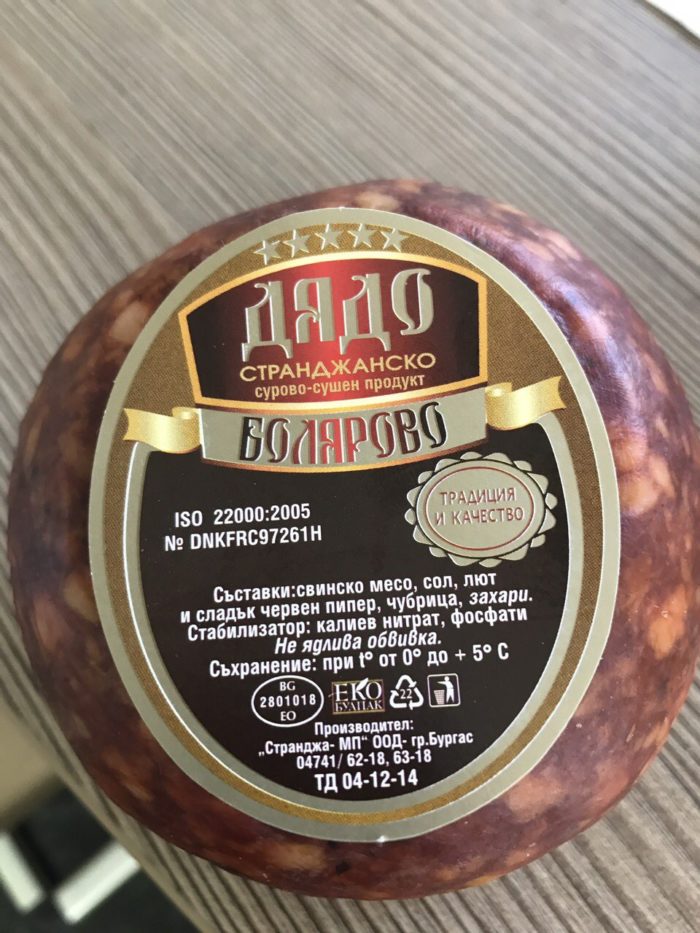 ДЯДО
СТРАНДЖАНСКО
сурово-сушен продукт
БОЛЯРОВО
ТРАДИЦИЯ
И КАЧЕСТВО
ISO 22000:2005
№ DNKFRC97261H
Съставки:свинско месо, сол, лют
и сладък червен пипер, чубрица, захари.
Стабилизатор: калиев нитрат, фосфати
Не ядлива обвивка.
Съхранение: при t° от 0° до + 5° С
BG
2801018
EO
ЕКО
БУЛПАК
22
Производител:
„Странджа- МП“ ООД- гр.Бургас
04741/ 62-18, 63-18
ТД 04-12-14